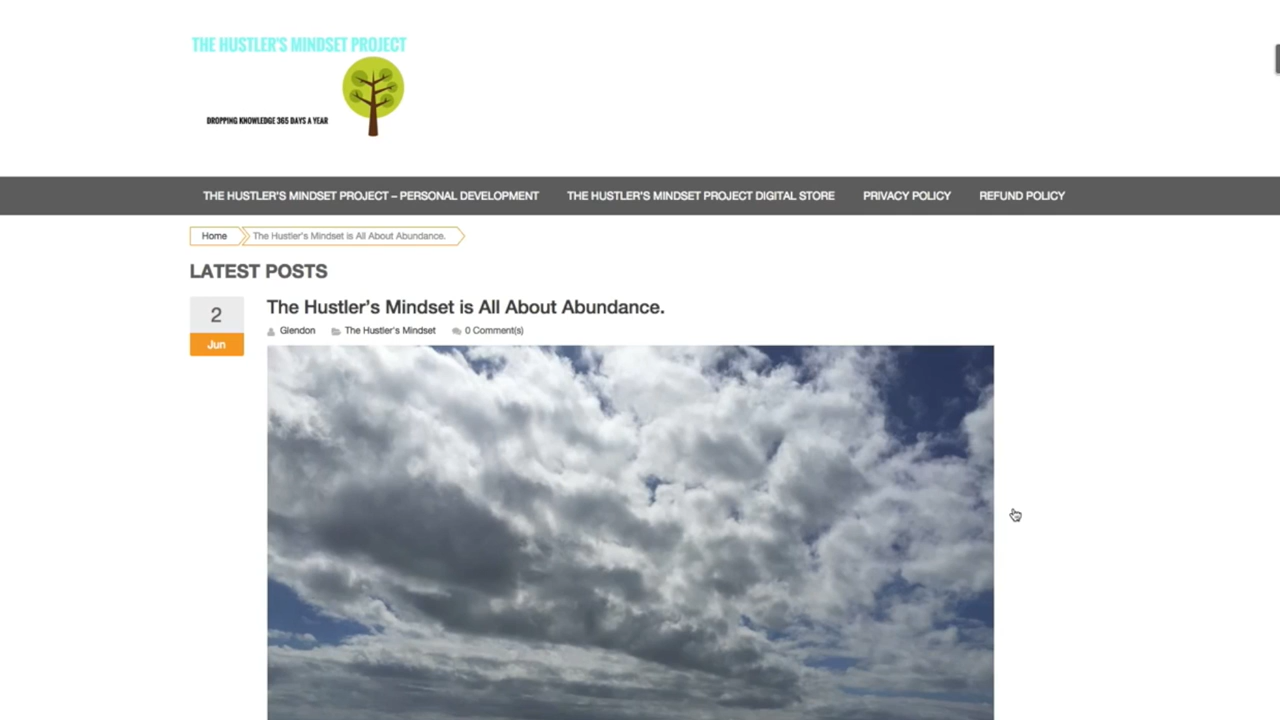 THE HUSTLER'S MINDSET PROJECT
DROPPING KNOWLEDGE 365 DAYS A YEAR
THE HUSTLER'S MINDSET PROJECT – PERSONAL DEVELOPMENT THE HUSTLER'S MINDSET PROJECT DIGITAL STORE PRIVACY POLICY REFUND POLICY
Home The Hustler's Mindset is All About Abundance.
LATEST POSTS
2
Jun
The Hustler's Mindset is All About Abundance.
Glendon The Hustler's Mindset 0 Comment(s)